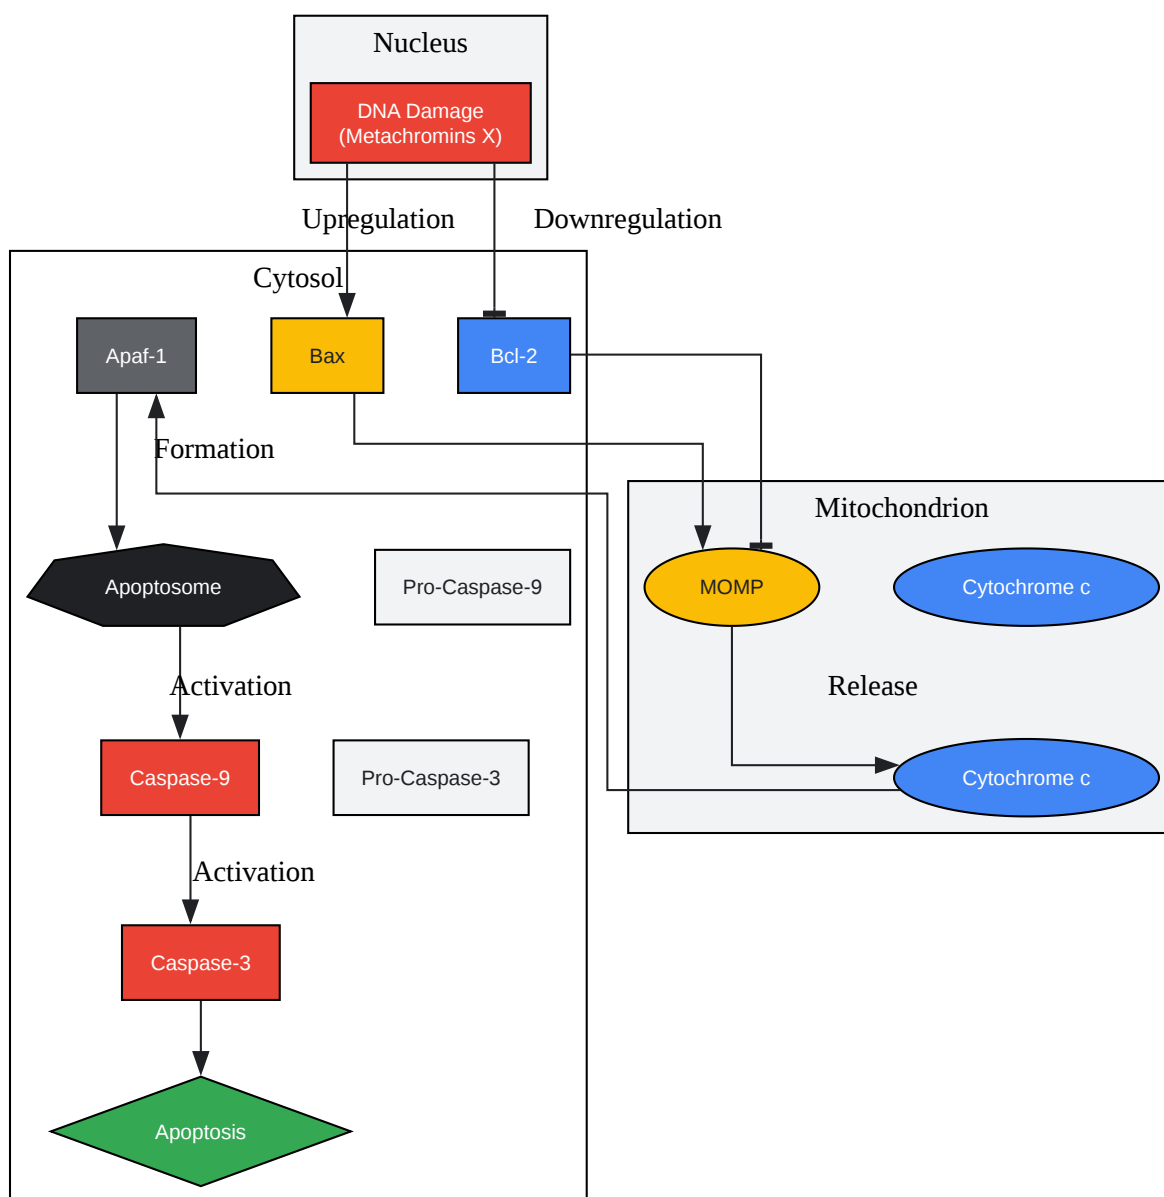 Nucleus
DNA Damage
(Metachromins X)
Upregulation
Downregulation
Cytosol
Apaf-1
Bax
Bcl-2
Formation
Mitochondrion
Apoptosome
Pro-Caspase-9
MOMP
Cytochrome c
Activation
Release
Caspase-9
Pro-Caspase-3
Cytochrome c
Activation
Caspase-3
Apoptosis